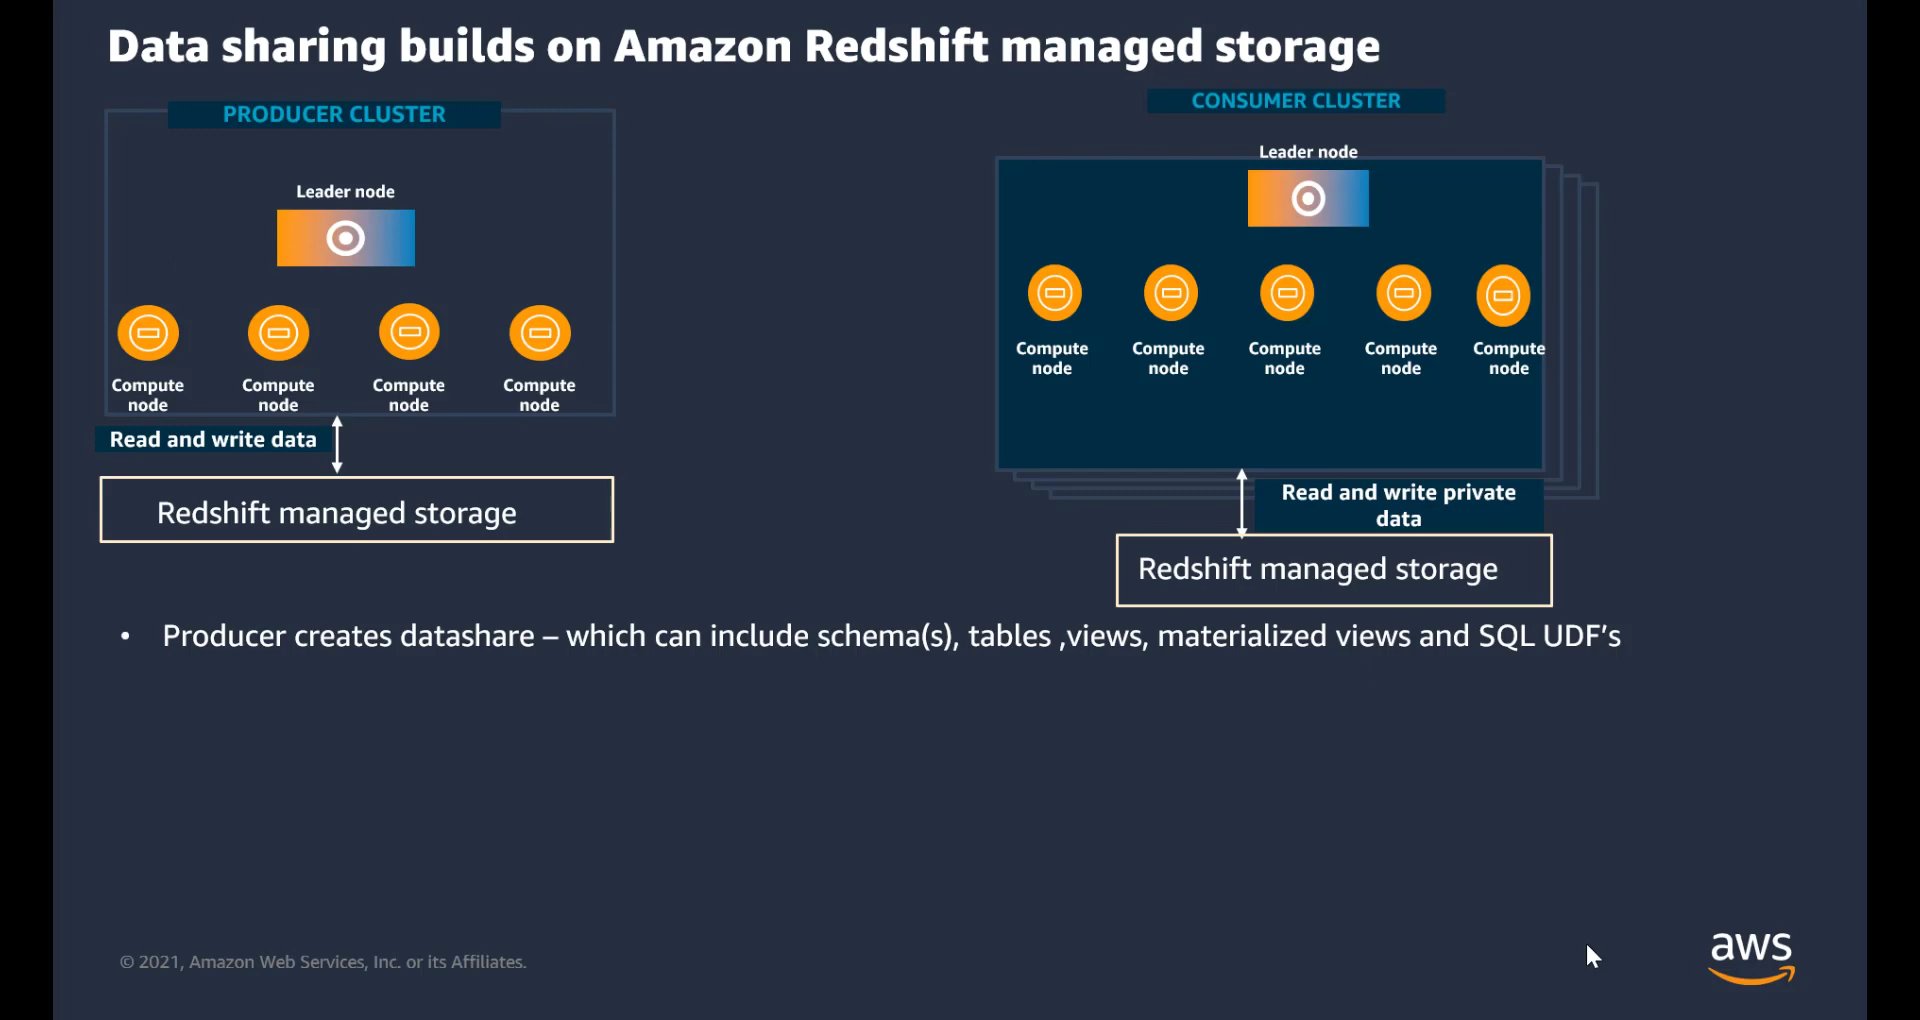 Data sharing builds on Amazon Redshift managed storage
PRODUCER CLUSTER
Leader node
Compute
node
Compute
node
Compute
node
Compute
node
Read and write data
Redshift managed storage
CONSUMER CLUSTER
Leader node
Compute
node
Compute
node
Compute
node
Compute
node
Compute
node
Read and write private
data
Redshift managed storage
• Producer creates datashare – which can include schema(s), tables ,views, materialized views and SQL UDF’s
© 2021, Amazon Web Services, Inc. or its Affiliates.
aws